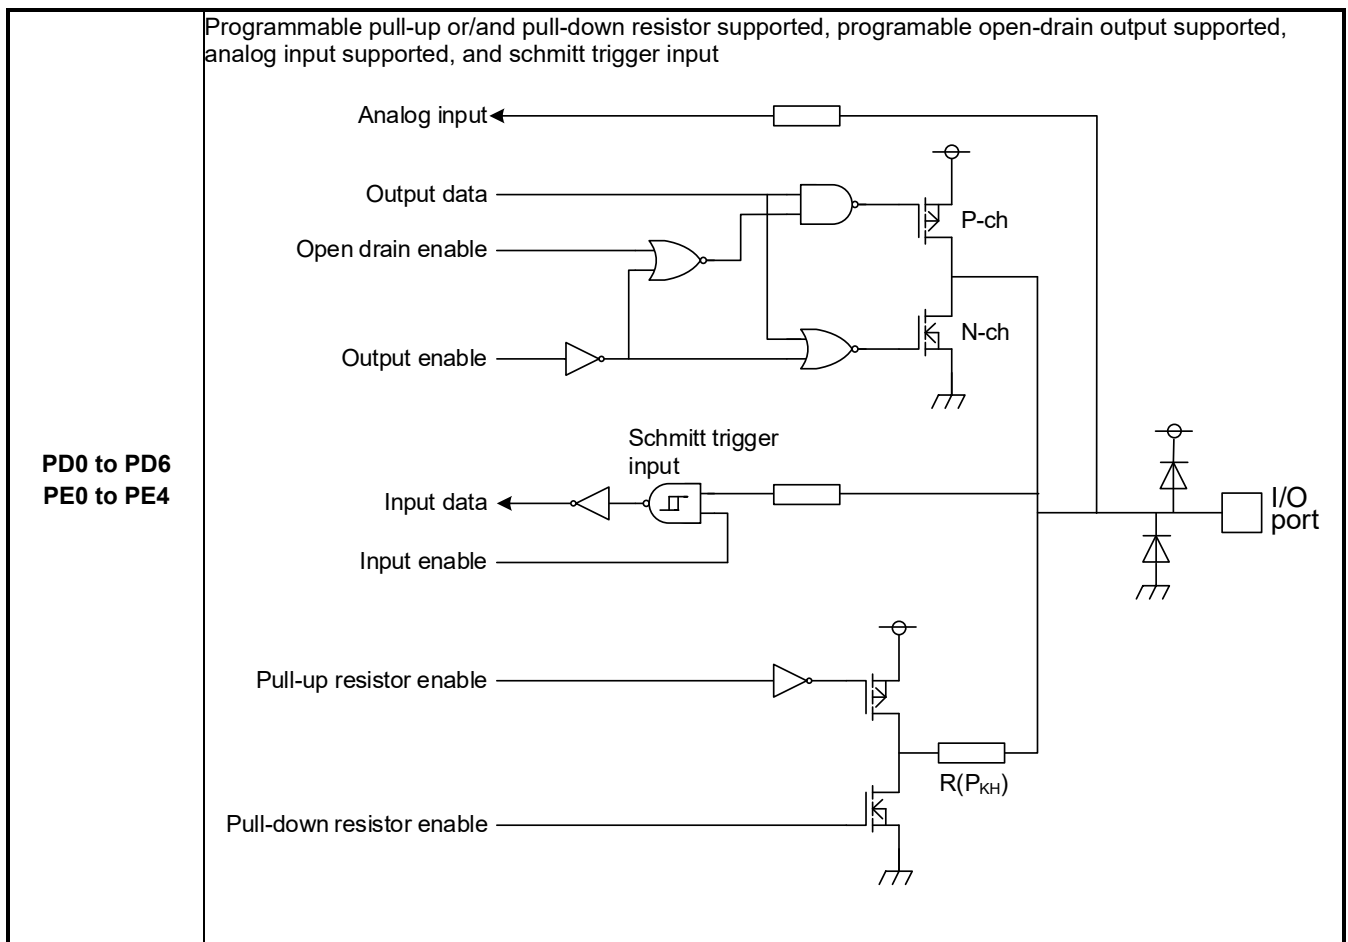 Programmable pull-up or/and pull-down resistor supported, programable open-drain output supported,
analog input supported, and schmitt trigger input
Analog input
Output data
P-ch
Open drain enable
N-ch
Output enable
Schmitt trigger
input
PD0 to PD6
PE0 to PE4
Input data
I/O
port
Input enable
Pull-up resistor enable
R(PKH)
Pull-down resistor enable